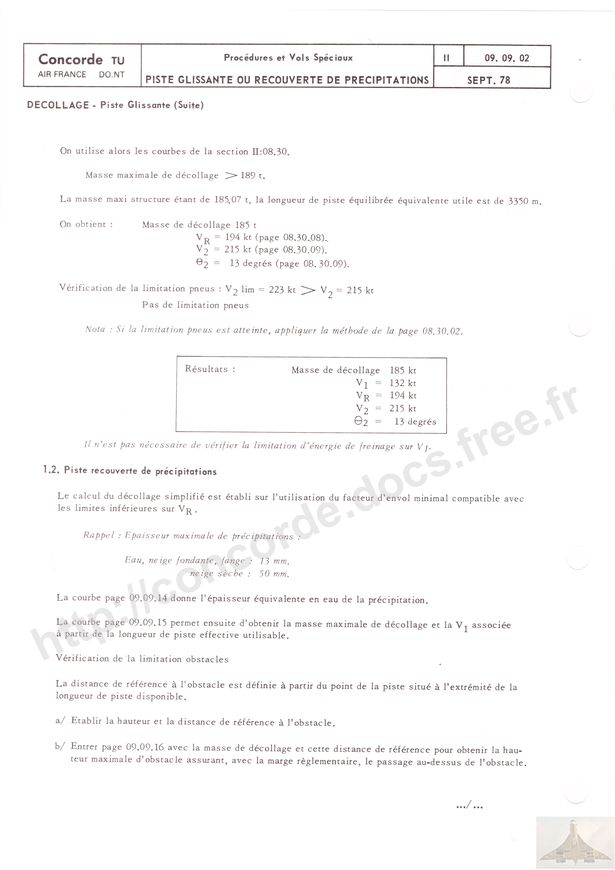 Concorde TU
AIR FRANCE DO.NT
Procédures et Vols Spéciaux
PISTE GLISSANTE OU RECOUVERTE DE PRECIPITATIONS
II
09. 09. 02
SEPT. 78
DECOLLAGE - Piste Glissante (Suite)
On utilise alors les courbes de la section II:08.30.
Masse maximale de décollage > 189 t.
La masse maxi structure étant de 185,07 t, la longueur de piste équilibrée équivalente utile est de 3350 m.
On obtient : Masse de décollage 185 t
VR = 194 kt (page 08.30.08).
V2 = 215 kt (page 08.30.09).
Θ2 = 13 degrés (page 08.30.09).
Vérification de la limitation pneus : V2 lim = 223 kt > V2 = 215 kt
Pas de limitation pneus
Nota : Si la limitation pneus est atteinte, appliquer la méthode de la page 08.30.02.
Résultats : Masse de décollage 185 kt
V1 = 132 kt
VR = 194 kt
V2 = 215 kt
Θ2 = 13 degrés
Il n'est pas nécessaire de vérifier la limitation d'énergie de freinage sur V1.
1.2. Piste recouverte de précipitations
Le calcul du décollage simplifié est établi sur l'utilisation du facteur d'envol minimal compatible avec
les limites inférieures sur VR.
Rappel : Epaisseur maximale de précipitations :
Eau, neige fondante, fange : 13 mm.
neige sèche : 50 mm.
La courbe page 09.09.14 donne l'épaisseur équivalente en eau de la précipitation.
La courbe page 09.09.15 permet ensuite d'obtenir la masse maximale de décollage et la V1 associée
à partir de la longueur de piste effective utilisable.
Vérification de la limitation obstacles
La distance de référence à l'obstacle est définie à partir du point de la piste situé à l'extrémité de la
longueur de piste disponible.
a/ Etablir la hauteur et la distance de référence à l'obstacle.
b/ Entrer page 09.09.16 avec la masse de décollage et cette distance de référence pour obtenir la hau-
teur maximale d'obstacle assurant, avec la marge règlementaire, le passage au-dessus de l'obstacle.
.../ ...
http://concorde.docs.free.fr